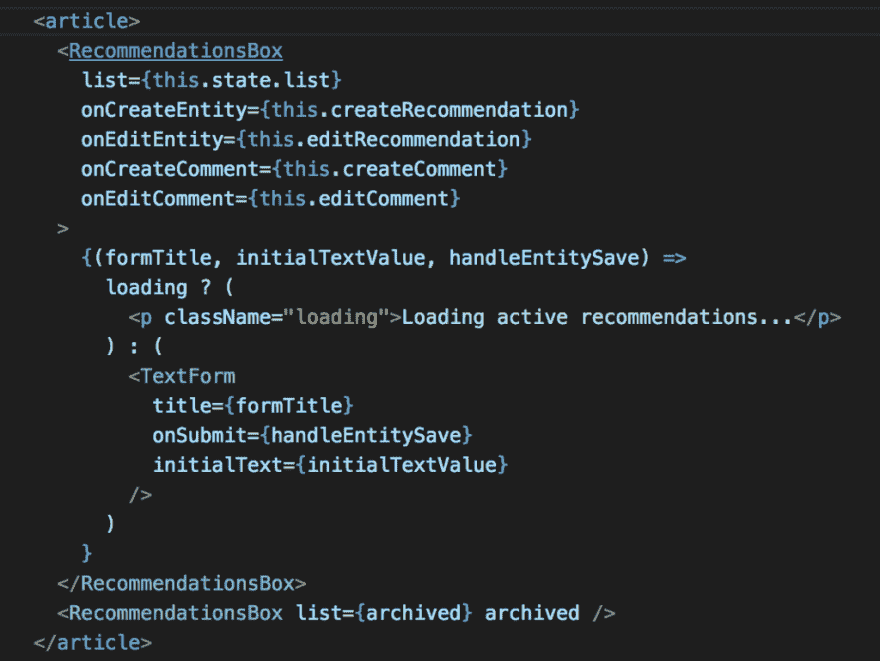 <article>
<RecommendationsBox
list={this.state.list}
onCreateEntity={this.createRecommendation}
onEditEntity={this.editRecommendation}
onCreateComment={this.createComment}
onEditComment={this.editComment}
>
{(formTitle, initialTextValue, handleEntitySave) =>
loading ? (
<p className="loading">Loading active recommendations...</p>
) : (
<TextForm
title={formTitle}
onSubmit={handleEntitySave}
initialText={initialTextValue}
/>
)
}
</RecommendationsBox>
<RecommendationsBox list={archived} archived />
</article>